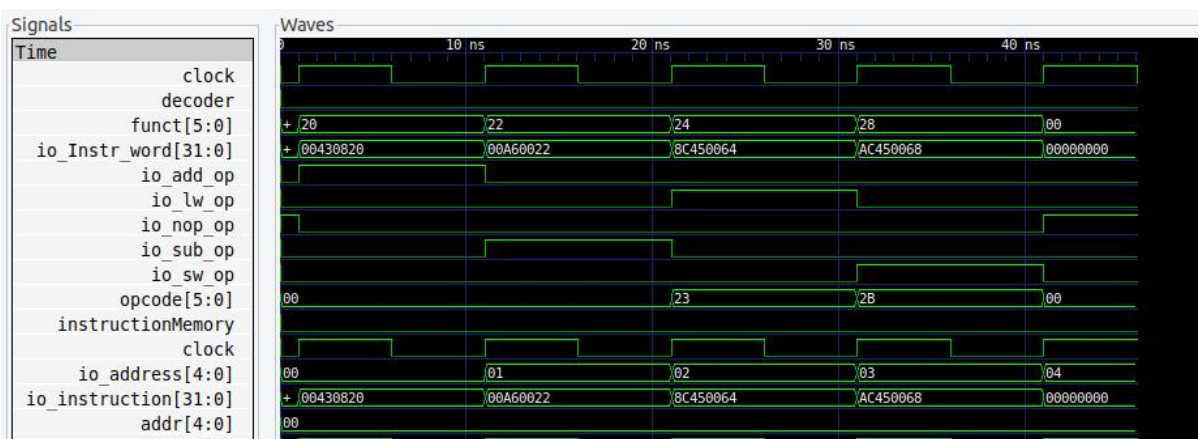 Signals Waves
Time 0 10 ns 20 ns 30 ns 40 ns
clock
decoder
funct[5:0] + 20 22 24 28 00
io_Instr_word[31:0] + 00430820 00A60022 8C450064 AC450068 00000000
io_add_op
io_lw_op
io_nop_op
io_sub_op
io_sw_op
opcode[5:0] 00 23 2B 00
instructionMemory
clock
io_address[4:0] 00 01 02 03 04
io_instruction[31:0] + 00430820 00A60022 8C450064 AC450068 00000000
addr[4:0] 00